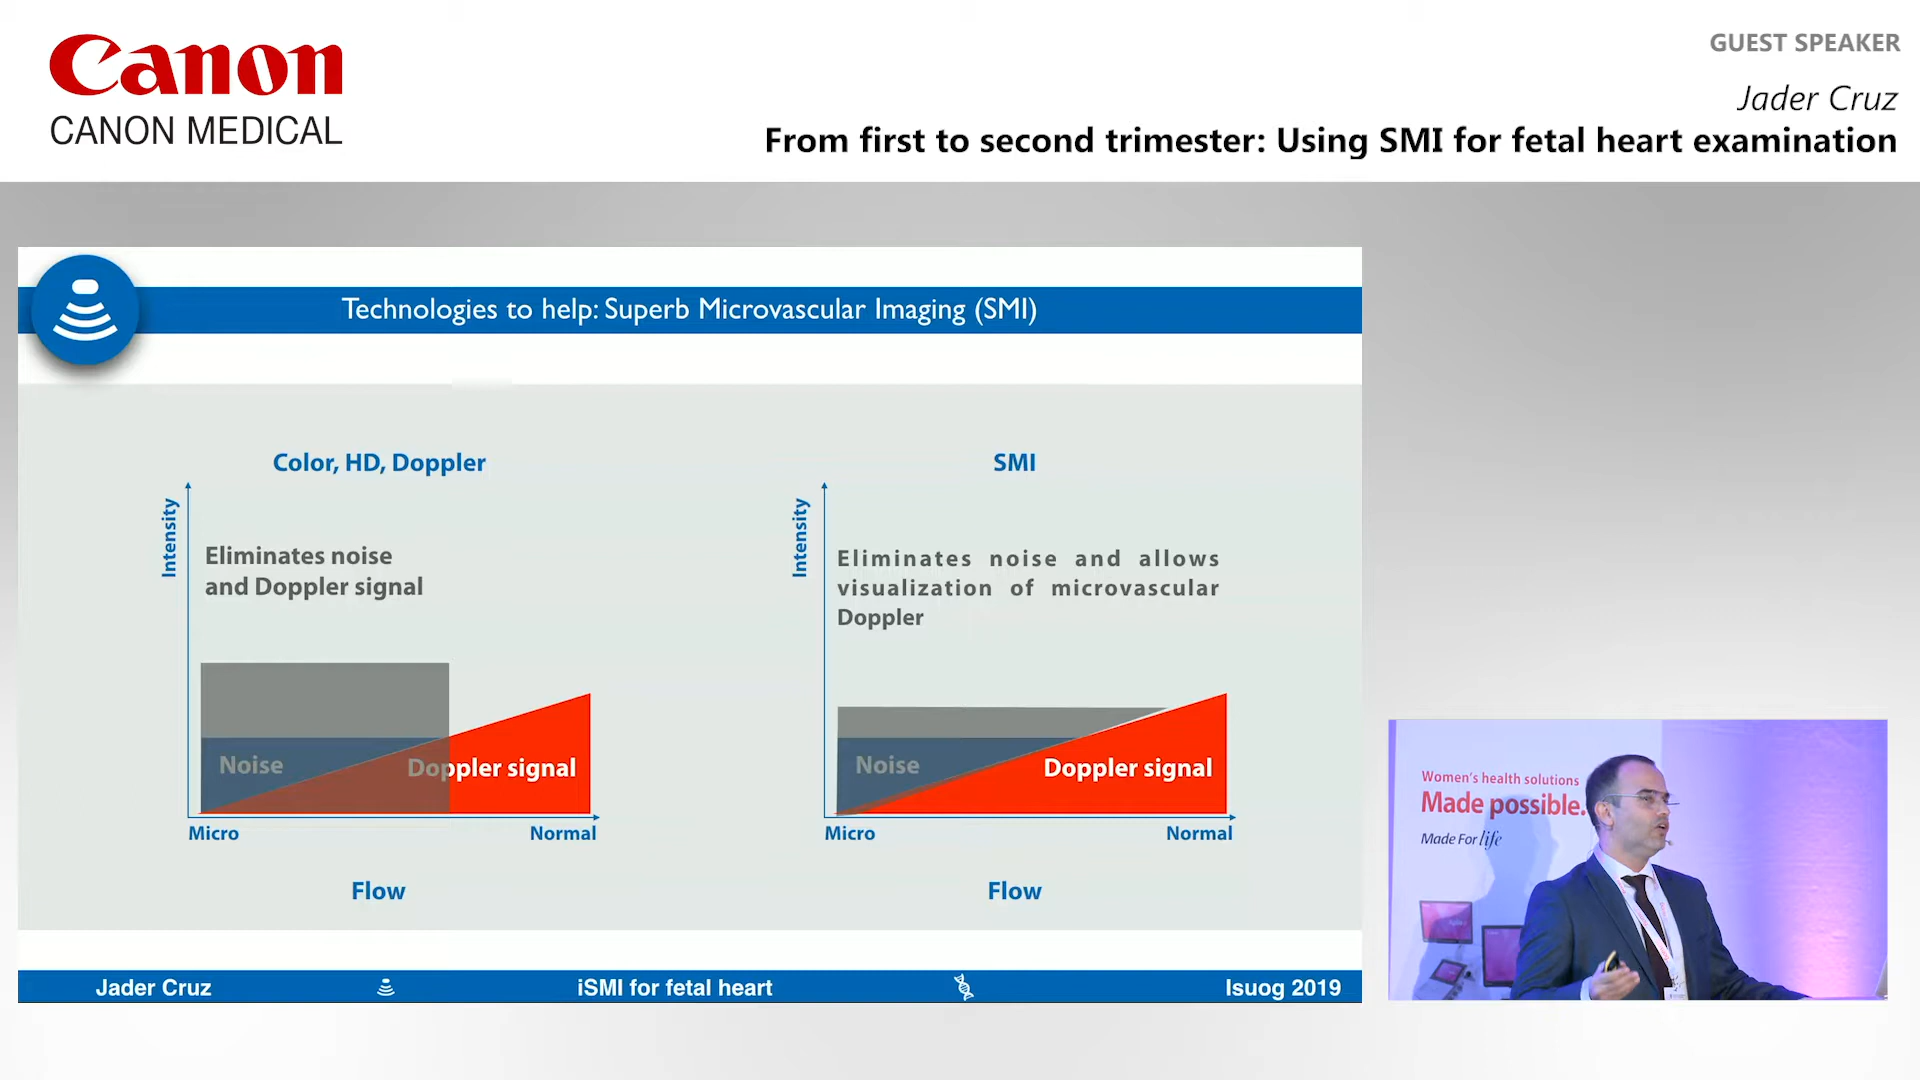 Canon
CANON MEDICAL
GUEST SPEAKER
Jader Cruz
From first to second trimester: Using SMI for fetal heart examination
Technologies to help: Superb Microvascular Imaging (SMI)
Color, HD, Doppler
Intensity
Eliminates noise
and Doppler signal
Noise
Doppler signal
Micro
Normal
Flow
SMI
Intensity
Eliminates noise and allows
visualization of microvascular
Doppler
Noise
Doppler signal
Micro
Normal
Flow
Jader Cruz
iSMI for fetal heart
Isuog 2019
Women's health solutions
Made possible.
Made For life